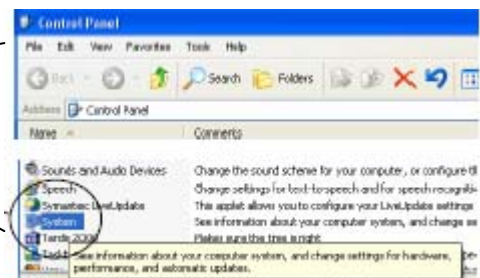 Control Panel
File Edit View Favorites Tools Help
Back Search Folders
Address Control Panel
Name Comments
Sounds and Audio Devices Change the sound scheme for your computer, or configure t
Speech Change settings for text-to-speech and for speech recogniti
Symantec LiveUpdate This applet allows you to configure your LiveUpdate settings
System See information about your computer system, and change se
Tardis 2000 Makes sure the time is right
See information about your computer system, and change settings for hardware,
performance, and automatic updates.